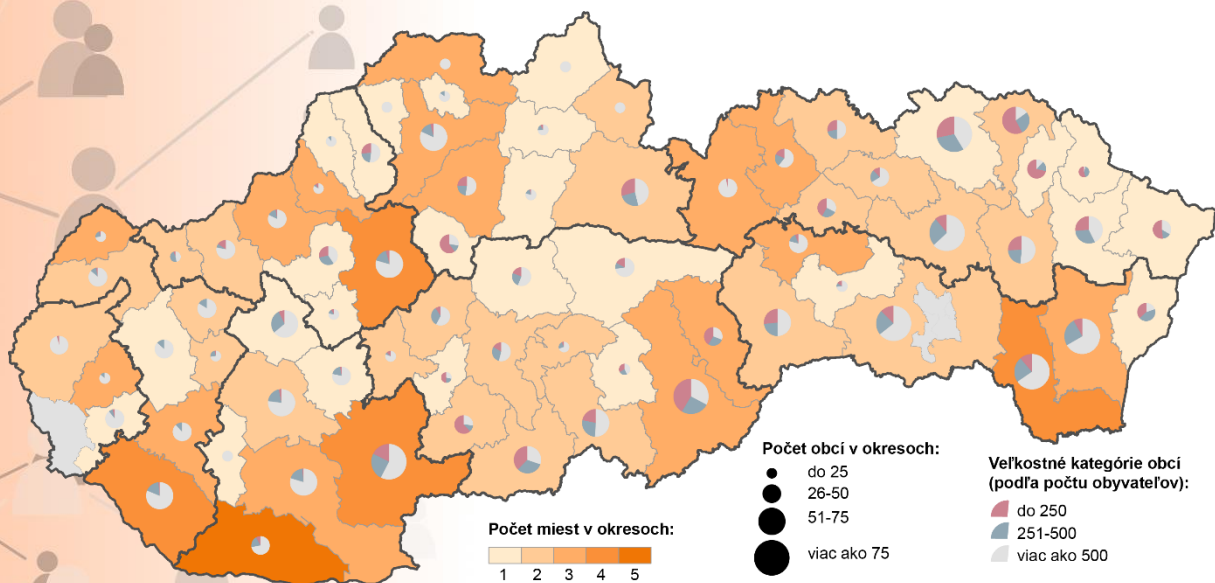 Počet miest v okresoch:
1 2 3 4 5
Počet obcí v okresoch:
do 25
26-50
51-75
viac ako 75
Veľkostné kategórie obcí
(podľa počtu obyvateľov):
do 250
251-500
viac ako 500